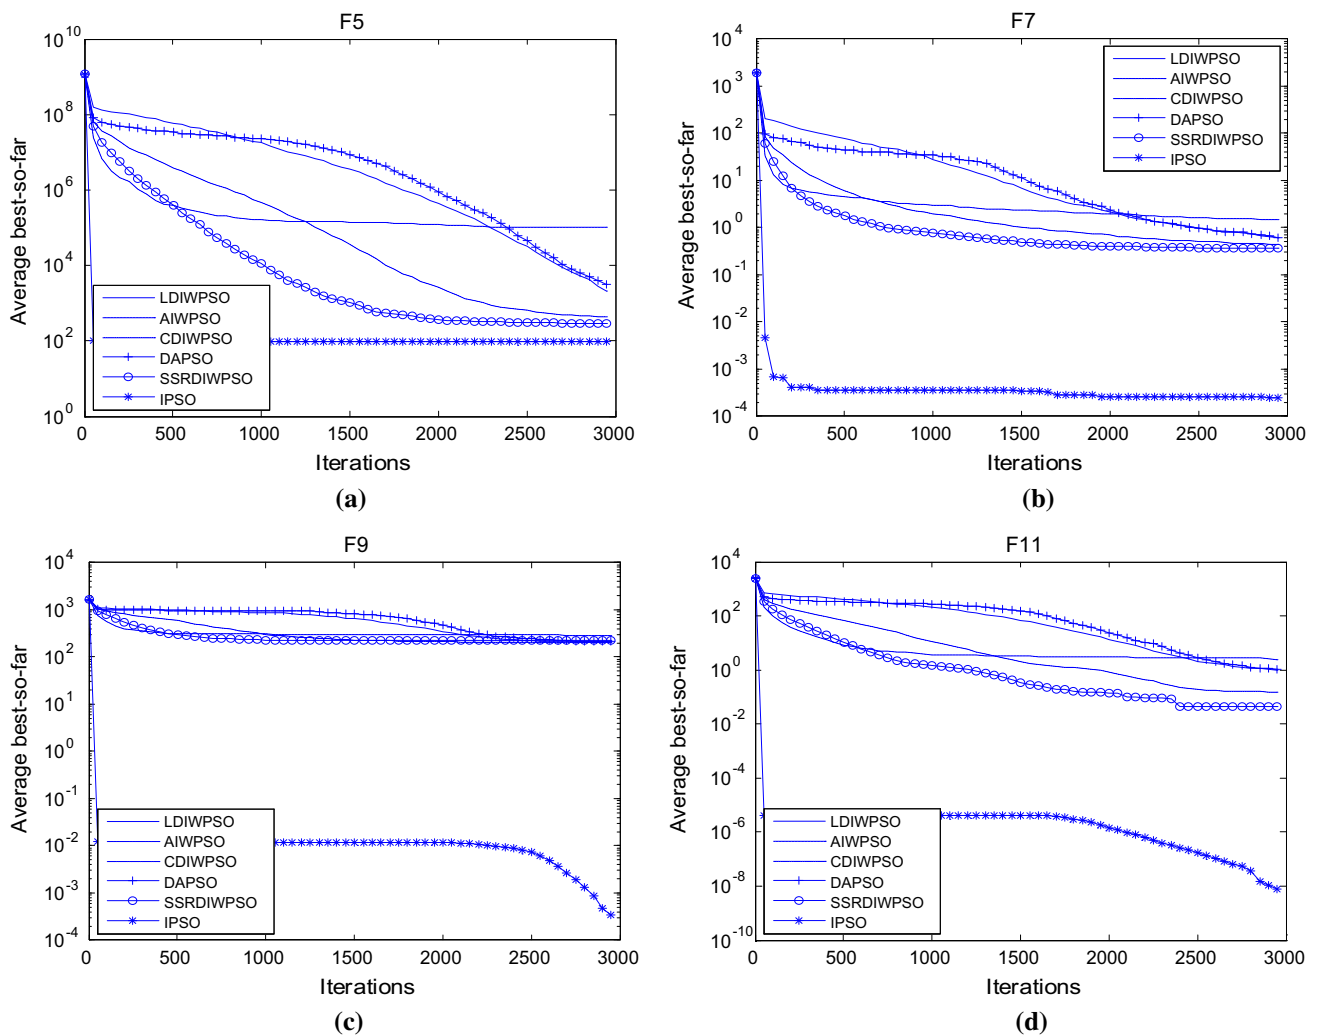 F5
10^10
10^8
10^6
10^4
10^2
10^0
Average best-so-far
LDIWPSO
AIWPSO
CDIWPSO
DAPSO
SSRDIWPSO
IPSO
0 500 1000 1500 2000 2500 3000
Iterations
(a)
F7
10^4
10^3
10^2
10^1
10^0
10^-1
10^-2
10^-3
10^-4
Average best-so-far
LDIWPSO
AIWPSO
CDIWPSO
DAPSO
SSRDIWPSO
IPSO
0 500 1000 1500 2000 2500 3000
Iterations
(b)
F9
10^4
10^3
10^2
10^1
10^0
10^-1
10^-2
10^-3
10^-4
Average best-so-far
LDIWPSO
AIWPSO
CDIWPSO
DAPSO
SSRDIWPSO
IPSO
0 500 1000 1500 2000 2500 3000
Iterations
(c)
F11
10^4
10^2
10^0
10^-2
10^-4
10^-6
10^-8
10^-10
Average best-so-far
LDIWPSO
AIWPSO
CDIWPSO
DAPSO
SSRDIWPSO
IPSO
0 500 1000 1500 2000 2500 3000
Iterations
(d)